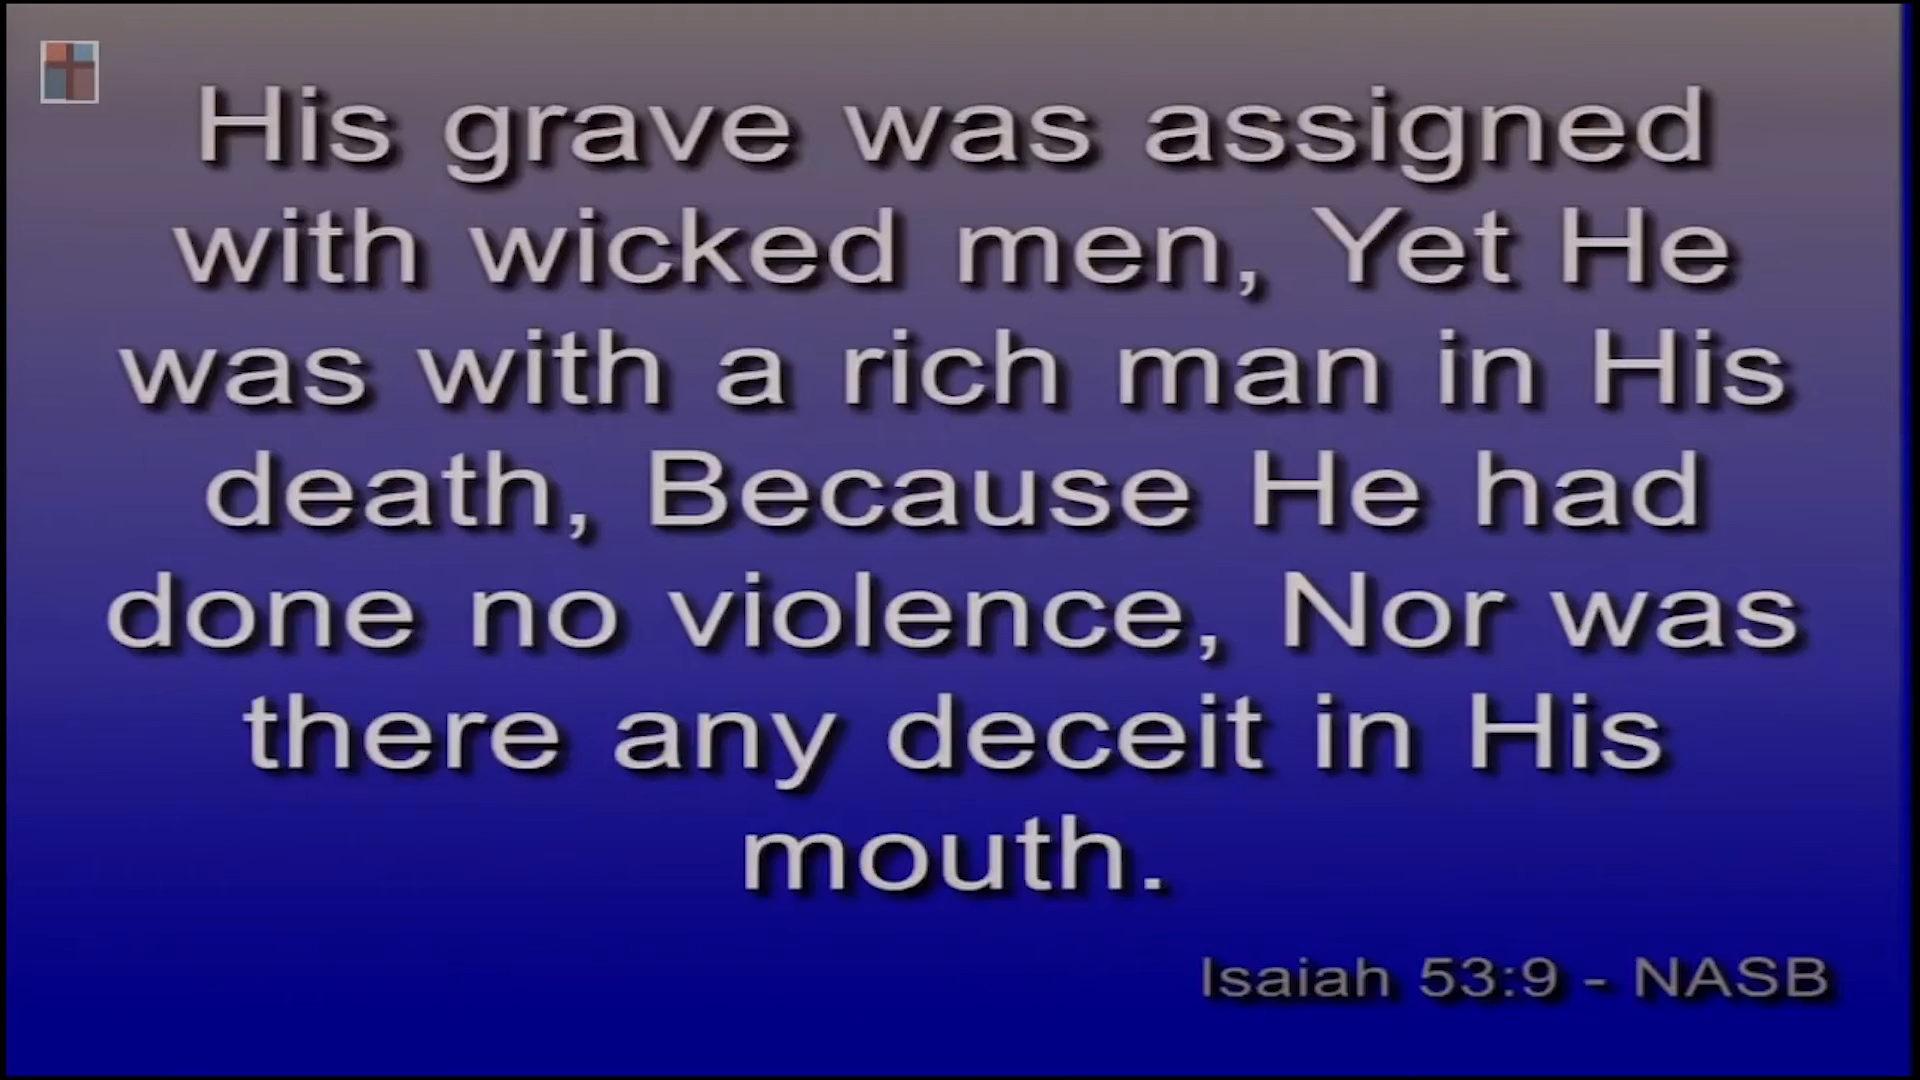 His grave was assigned
with wicked men, Yet He
was with a rich man in His
death, Because He had
done no violence, Nor was
there any deceit in His
mouth.
Isaiah 53:9 - NASB